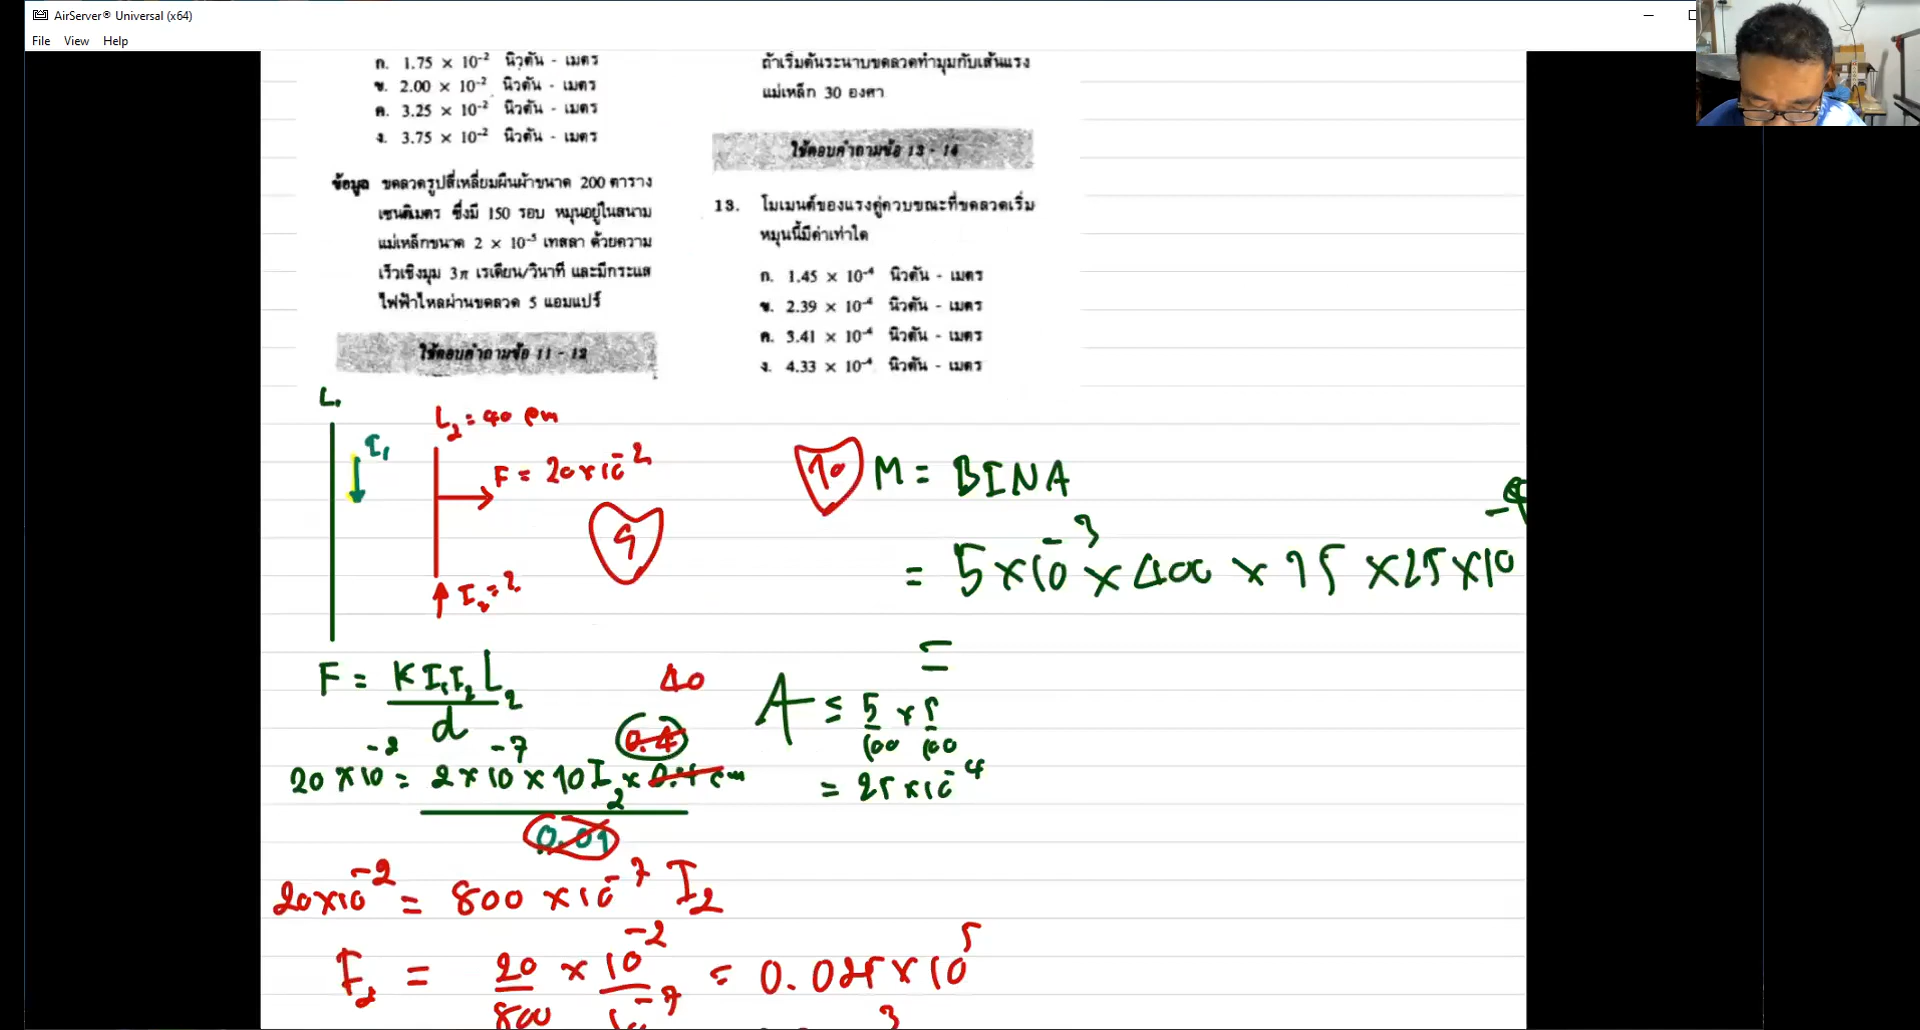 AirServer® Universal (x64)
File View Help
ก. 1.75 × 10⁻² นิวตัน - เมตร
ข. 2.00 × 10⁻² นิวตัน - เมตร
ค. 3.25 × 10⁻² นิวตัน - เมตร
ง. 3.75 × 10⁻² นิวตัน - เมตร
ข้อมูล ขดลวดรูปสี่เหลี่ยมผืนผ้าขนาด 200 ตาราง
เซนติเมตร ซึ่งมี 150 รอบ หมุนอยู่ในสนาม
แม่เหล็กขนาด 2 × 10⁻⁵ เทสลา ด้วยความ
เร็วเชิงมุม 3π เรเดียน/วินาที และมีกระแส
ไฟฟ้าไหลผ่านขดลวด 5 แอมแปร์
ใช้ตอบคำถามข้อ 11 - 12
ถ้าเริ่มต้นระนาบขดลวดทำมุมกับเส้นแรง
แม่เหล็ก 30 องศา
ใช้ตอบคำถามข้อ 13 - 14
13. โมเมนต์ของแรงคู่ควบขณะที่ขดลวดเริ่ม
หมุนนี้มีค่าเท่าใด
ก. 1.45 × 10⁻⁴ นิวตัน - เมตร
ข. 2.39 × 10⁻⁴ นิวตัน - เมตร
ค. 3.41 × 10⁻⁴ นิวตัน - เมตร
ง. 4.33 × 10⁻⁴ นิวตัน - เมตร
L₁
I₁
L₂ = 40 cm
F = 20 × 10⁻²
9
I₂ = ?
F = K I₁ I₂ L₂ / d
40
0.4
20 × 10⁻² = 2 × 10⁻⁷ × 10 I₂ ×
0.01
20 × 10⁻² = 800 × 10⁻⁷ I₂
I₂ = 20/800 × 10⁻²/10⁻⁷ = 0.025 × 10⁵
10 M = BINA
= 5 × 10⁻³ × 400 × 15 × 25 × 10
=
A = 5/100 × 5/100
= 25 × 10⁻⁴